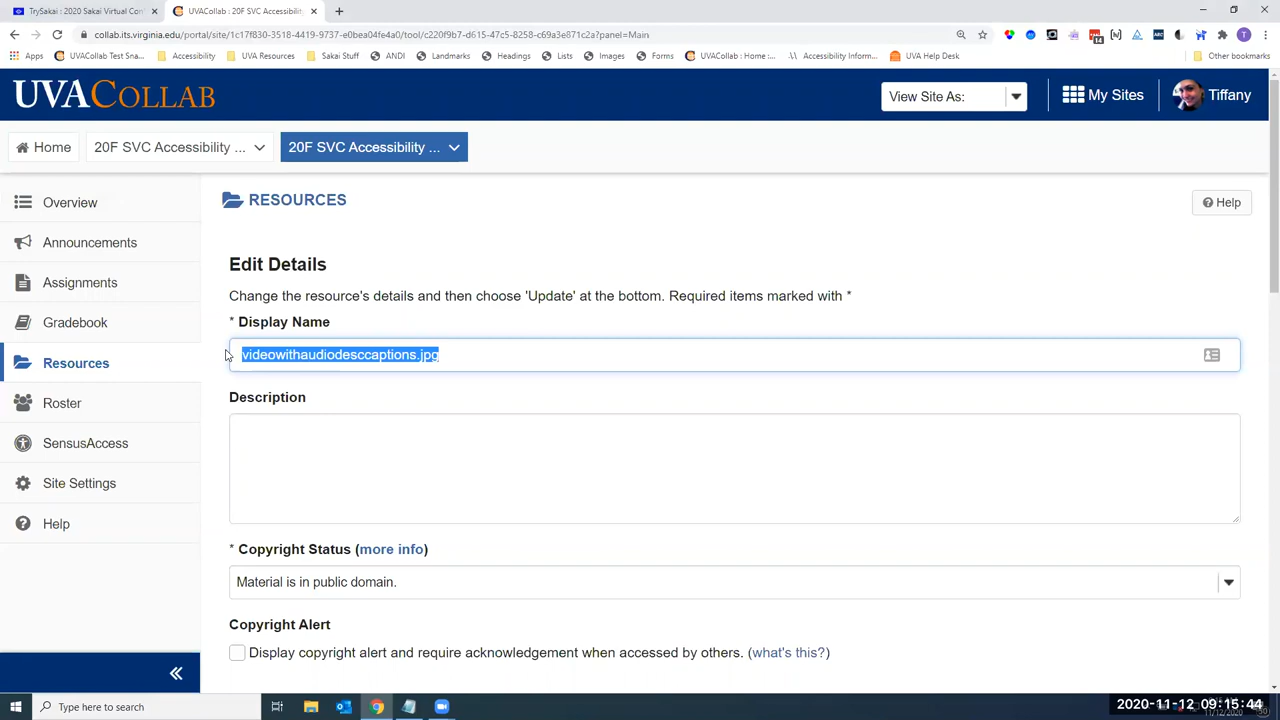 TrySakai : 2020 Sakai Virtual Con
UVACollab : 20F SVC Accessibility
collab.its.virginia.edu/portal/site/1c17f830-3518-4419-9737-e0bea04fe4a0/tool/c220f9b7-d615-47c5-8258-c69a3e871c2a?panel=Main
Apps
UVACollab Test Sna...
Accessibility
UVA Resources
Sakai Stuff
ANDI
Landmarks
Headings
Lists
Images
Forms
UVACollab : Home :...
Accessibility Inform...
UVA Help Desk
Other bookmarks
UVACOLLAB
View Site As:
My Sites
Tiffany
Home
20F SVC Accessibility ...
20F SVC Accessibility ...
Overview
Announcements
Assignments
Gradebook
Resources
Roster
SensusAccess
Site Settings
Help
RESOURCES
Help
Edit Details
Change the resource's details and then choose 'Update' at the bottom. Required items marked with *
* Display Name
videowithaudiodesccaptions.jpg
Description
* Copyright Status (more info)
Material is in public domain.
Copyright Alert
Display copyright alert and require acknowledgement when accessed by others. (what's this?)
Type here to search
2020-11-12 09:15:44